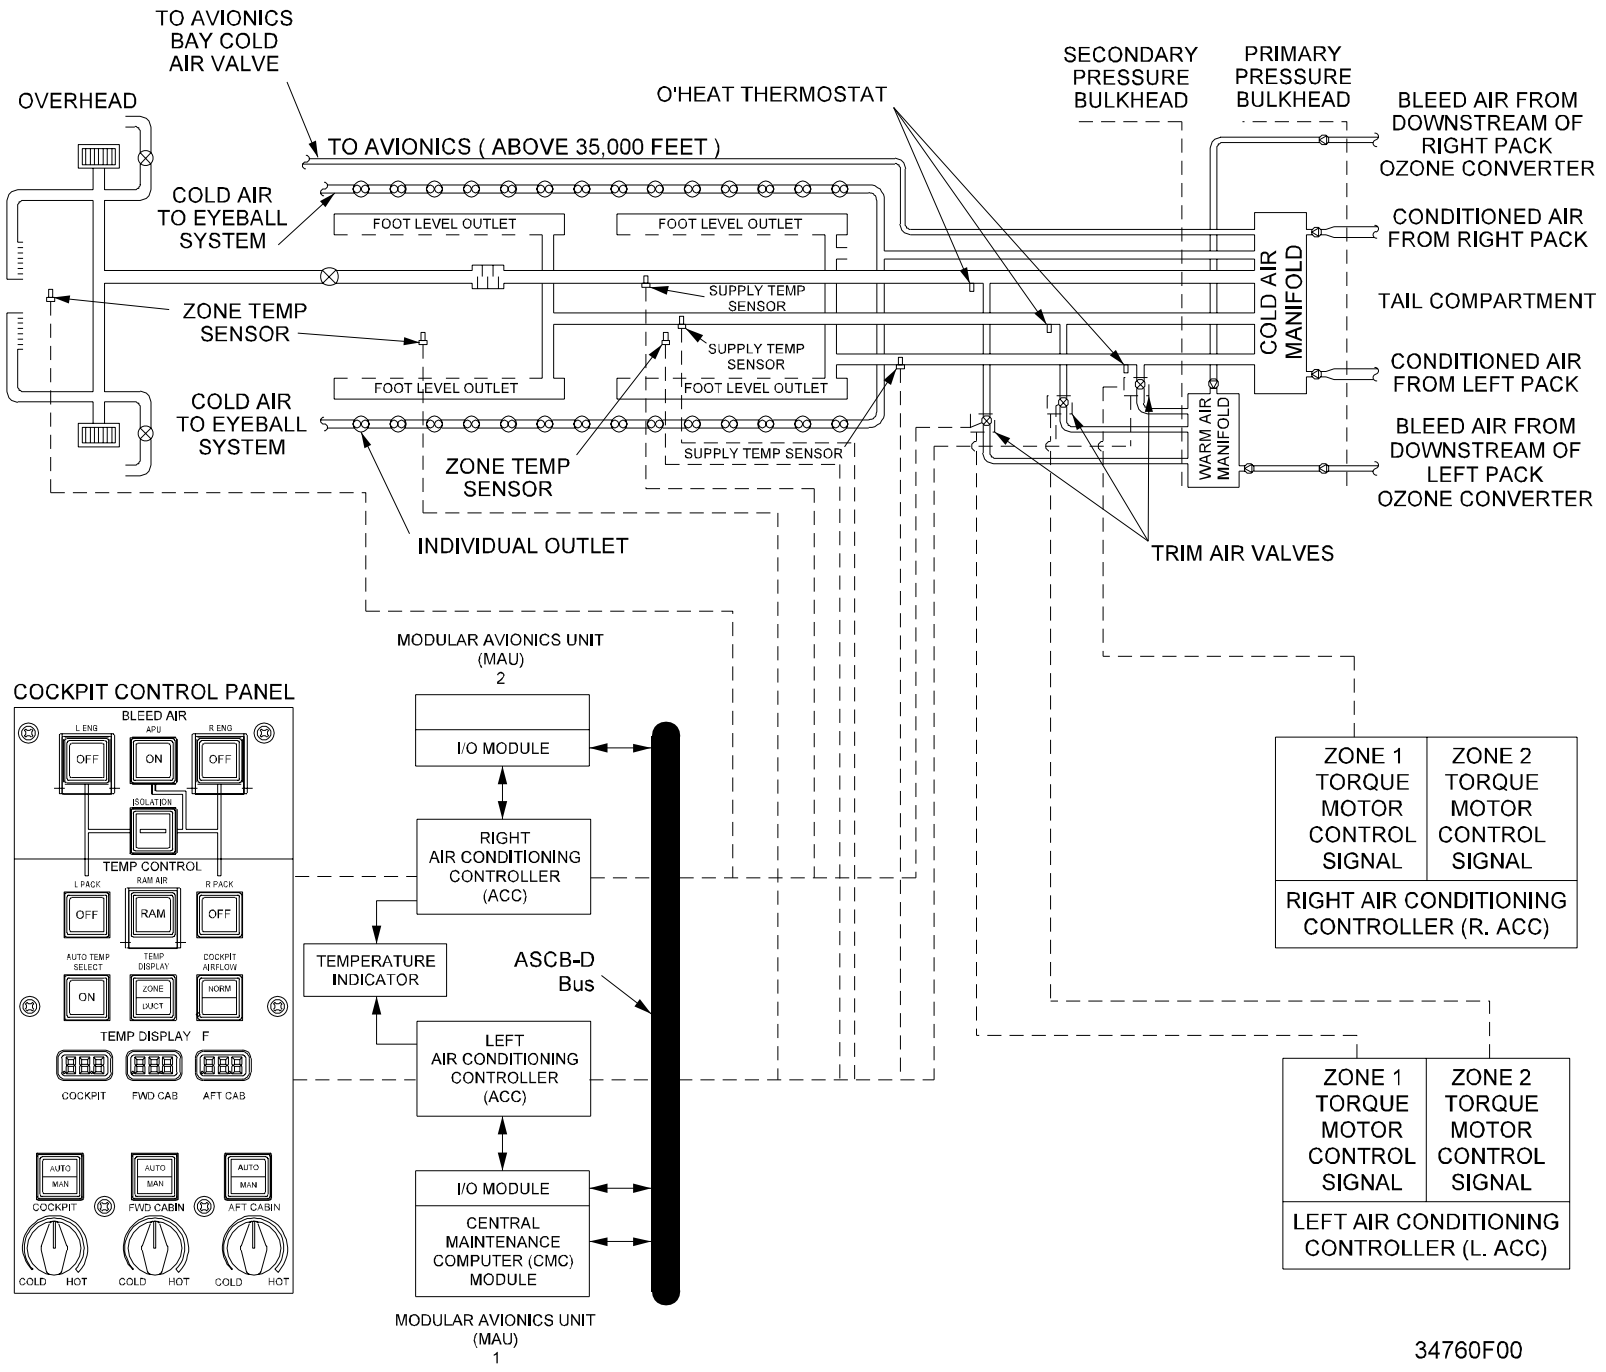 TO AVIONICS
BAY COLD
AIR VALVE
OVERHEAD
TO AVIONICS ( ABOVE 35,000 FEET )
O'HEAT THERMOSTAT
SECONDARY
PRESSURE
BULKHEAD
PRIMARY
PRESSURE
BULKHEAD
BLEED AIR FROM
DOWNSTREAM OF
RIGHT PACK
OZONE CONVERTER
COLD AIR
TO EYEBALL
SYSTEM
FOOT LEVEL OUTLET
FOOT LEVEL OUTLET
CONDITIONED AIR
FROM RIGHT PACK
COLD AIR
MANIFOLD
TAIL COMPARTMENT
ZONE TEMP
SENSOR
SUPPLY TEMP
SENSOR
SUPPLY TEMP
SENSOR
CONDITIONED AIR
FROM LEFT PACK
FOOT LEVEL OUTLET
FOOT LEVEL OUTLET
COLD AIR
TO EYEBALL
SYSTEM
WARM AIR
MANIFOLD
BLEED AIR FROM
DOWNSTREAM OF
LEFT PACK
OZONE CONVERTER
SUPPLY TEMP SENSOR
ZONE TEMP
SENSOR
INDIVIDUAL OUTLET
TRIM AIR VALVES
MODULAR AVIONICS UNIT
(MAU)
2
I/O MODULE
RIGHT
AIR CONDITIONING
CONTROLLER
(ACC)
TEMPERATURE
INDICATOR
ASCB-D
Bus
LEFT
AIR CONDITIONING
CONTROLLER
(ACC)
I/O MODULE
CENTRAL
MAINTENANCE
COMPUTER (CMC)
MODULE
MODULAR AVIONICS UNIT
(MAU)
1
COCKPIT CONTROL PANEL
BLEED AIR
L ENG
APU
R ENG
OFF
ON
OFF
ISOLATION
TEMP CONTROL
L PACK
RAM AIR
R PACK
OFF
RAM
OFF
AUTO TEMP
SELECT
TEMP
DISPLAY
COCKPIT
AIRFLOW
ON
ZONE
DUCT
NORM
TEMP DISPLAY F
888
888
888
COCKPIT
FWD CAB
AFT CAB
AUTO
MAN
AUTO
MAN
AUTO
MAN
COCKPIT
FWD CABIN
AFT CABIN
COLD
HOT
COLD
HOT
COLD
HOT
ZONE 1
TORQUE
MOTOR
CONTROL
SIGNAL
ZONE 2
TORQUE
MOTOR
CONTROL
SIGNAL
RIGHT AIR CONDITIONING
CONTROLLER (R. ACC)
ZONE 1
TORQUE
MOTOR
CONTROL
SIGNAL
ZONE 2
TORQUE
MOTOR
CONTROL
SIGNAL
LEFT AIR CONDITIONING
CONTROLLER (L. ACC)
34760F00